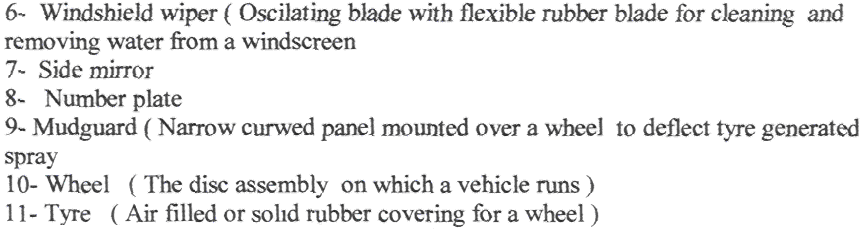 6- Windshield wiper ( Oscilating blade with flexible rubber blade for cleaning and
removing water from a windscreen
7- Side mirror
8- Number plate
9- Mudguard ( Narrow curwed panel mounted over a wheel to deflect tyre generated
spray
10- Wheel ( The disc assembly on which a vehicle runs )
11- Tyre ( Air filled or solid rubber covering for a wheel )